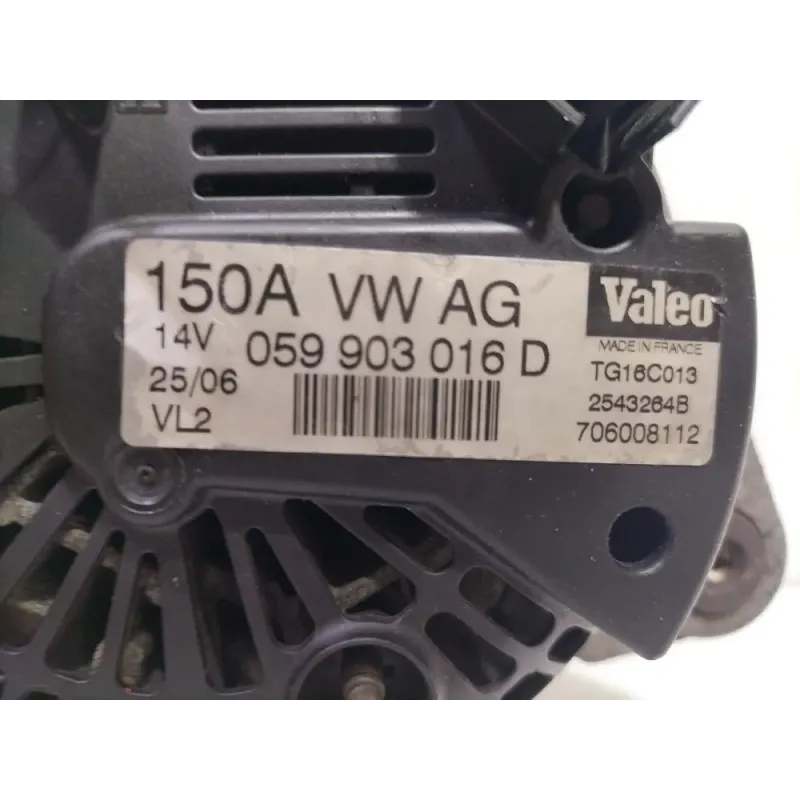 150A VW AG
14V 059 903 016 D
25/06
VL2
Valeo
MADE IN FRANCE
TG16C013
2543264B
706008112